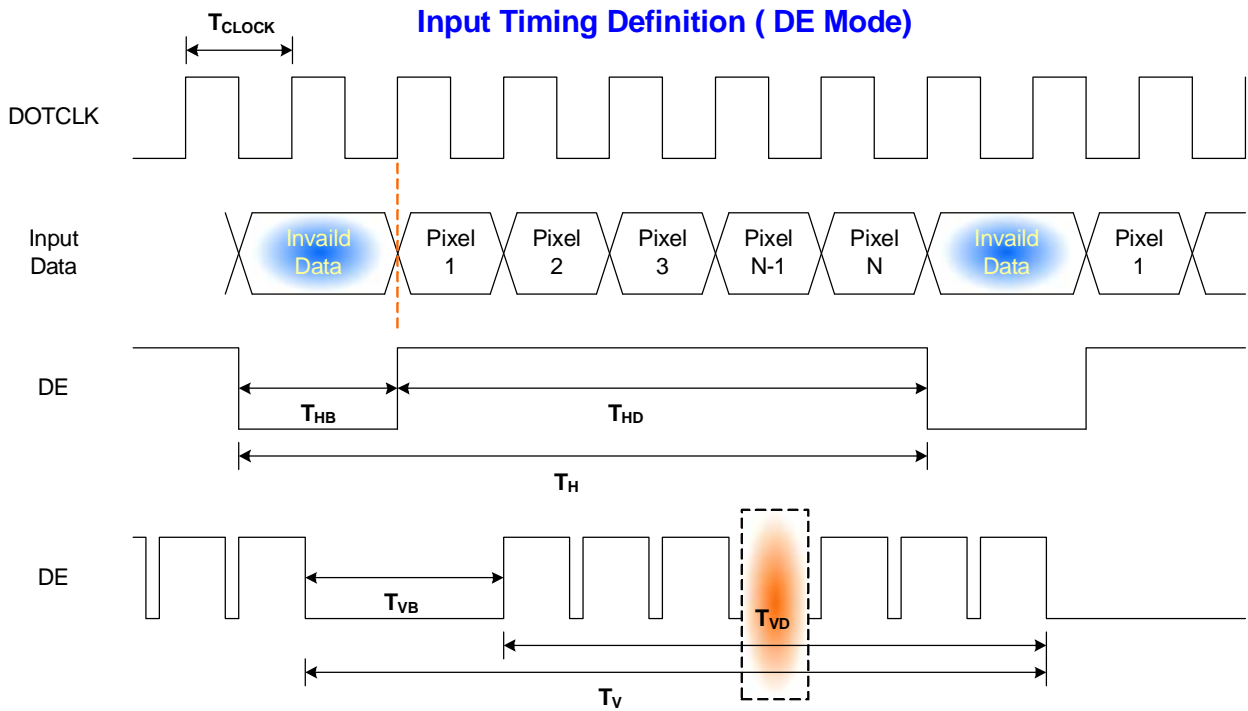 Input Timing Definition ( DE Mode)
TCLOCK
DOTCLK
Input
Data
Invaild
Data
Pixel
1
Pixel
2
Pixel
3
Pixel
N-1
Pixel
N
Invaild
Data
Pixel
1
DE
THB
THD
TH
DE
TVB
TVD
TV